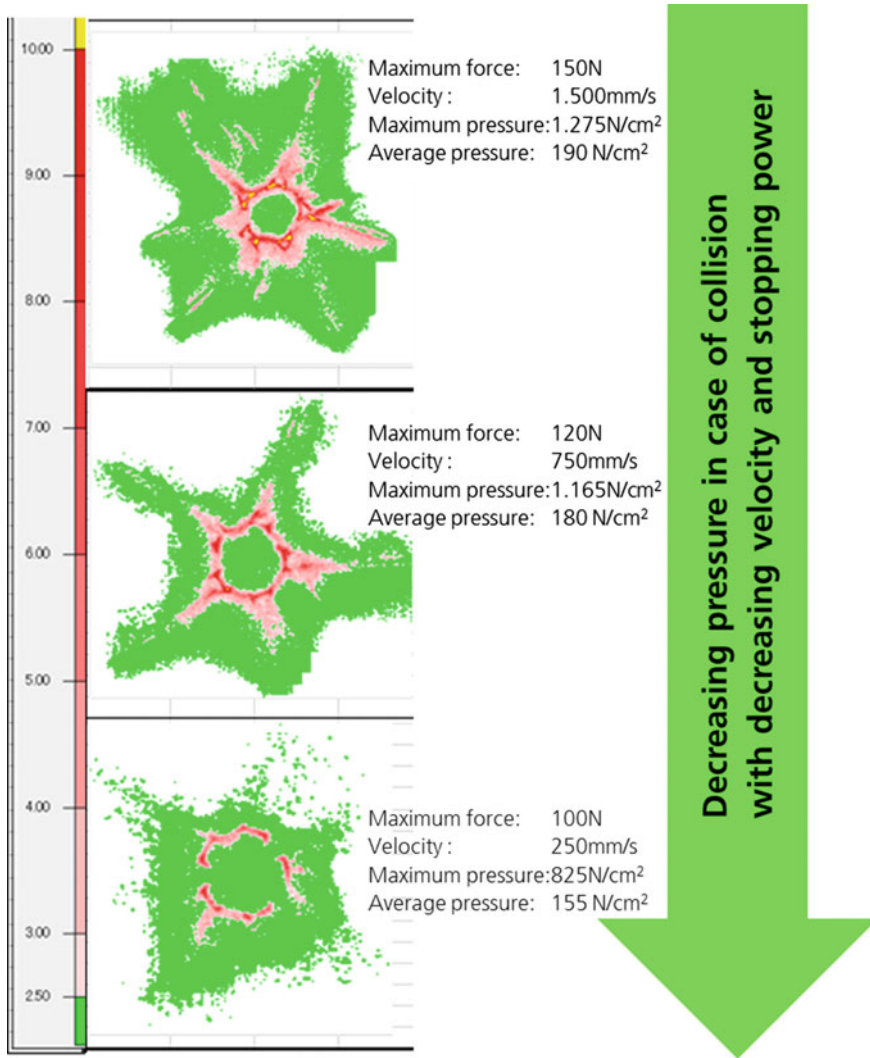 10.00
9.00
8.00
7.00
6.00
5.00
4.00
3.00
2.50
Maximum force: 150N
Velocity : 1.500mm/s
Maximum pressure:1.275N/cm²
Average pressure: 190 N/cm²
Maximum force: 120N
Velocity : 750mm/s
Maximum pressure:1.165N/cm²
Average pressure: 180 N/cm²
Maximum force: 100N
Velocity : 250mm/s
Maximum pressure:825N/cm²
Average pressure: 155 N/cm²
Decreasing pressure in case of collision
with decreasing velocity and stopping power